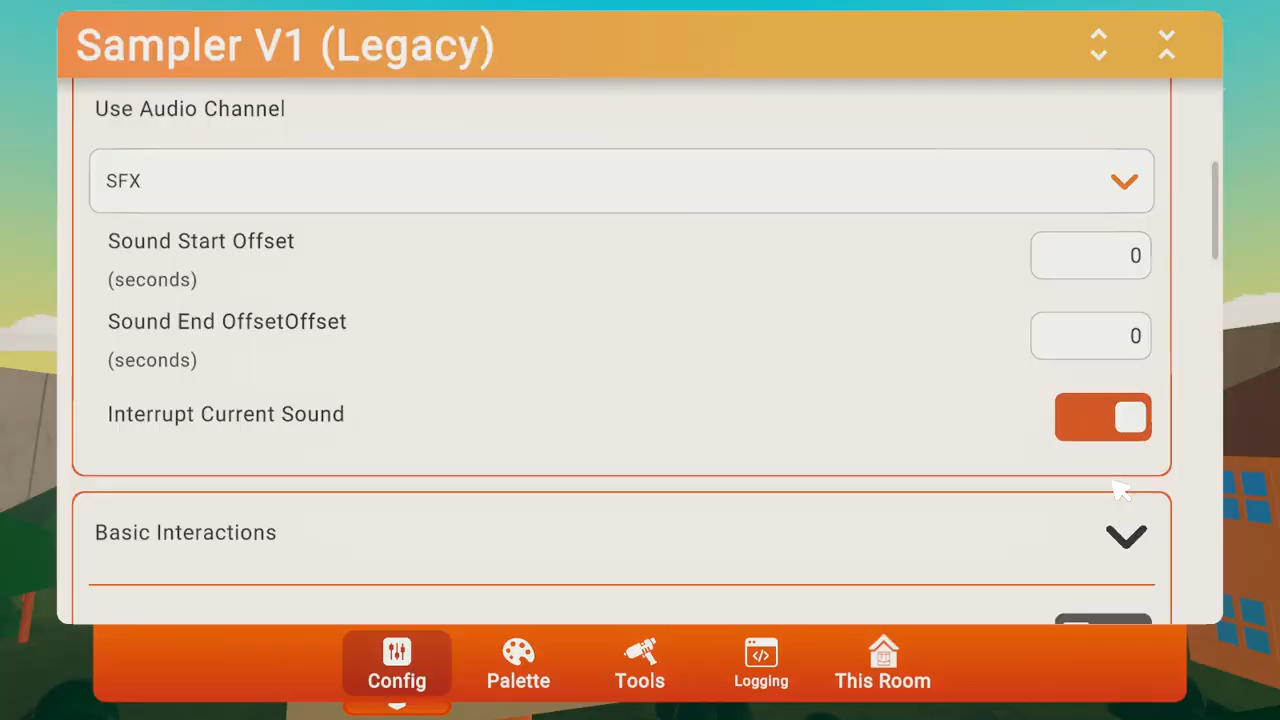 Sampler V1 (Legacy)
Use Audio Channel
SFX
Sound Start Offset
0
(seconds)
Sound End OffsetOffset
0
(seconds)
Interrupt Current Sound
Basic Interactions
Config
Palette
Tools
Logging
This Room